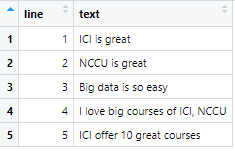 line text
1 1 ICI is great
2 2 NCCU is great
3 3 Big data is so easy
4 4 I love big courses of ICI, NCCU
5 5 ICI offer 10 great courses